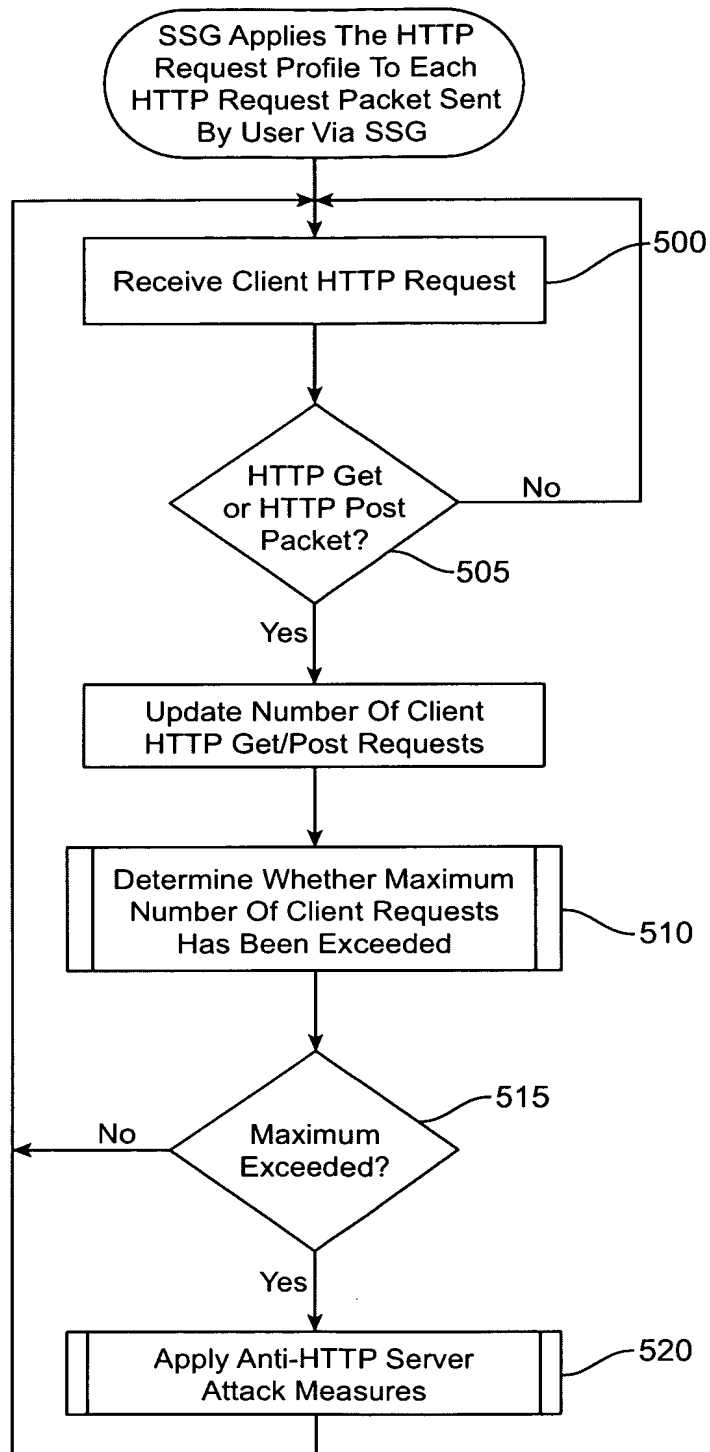 SSG Applies The HTTP
Request Profile To Each
HTTP Request Packet Sent
By User Via SSG
Receive Client HTTP Request
500
HTTP Get
or HTTP Post
Packet?
No
505
Yes
Update Number Of Client
HTTP Get/Post Requests
Determine Whether Maximum
Number Of Client Requests
Has Been Exceeded
510
515
No
Maximum
Exceeded?
Yes
Apply Anti-HTTP Server
Attack Measures
520